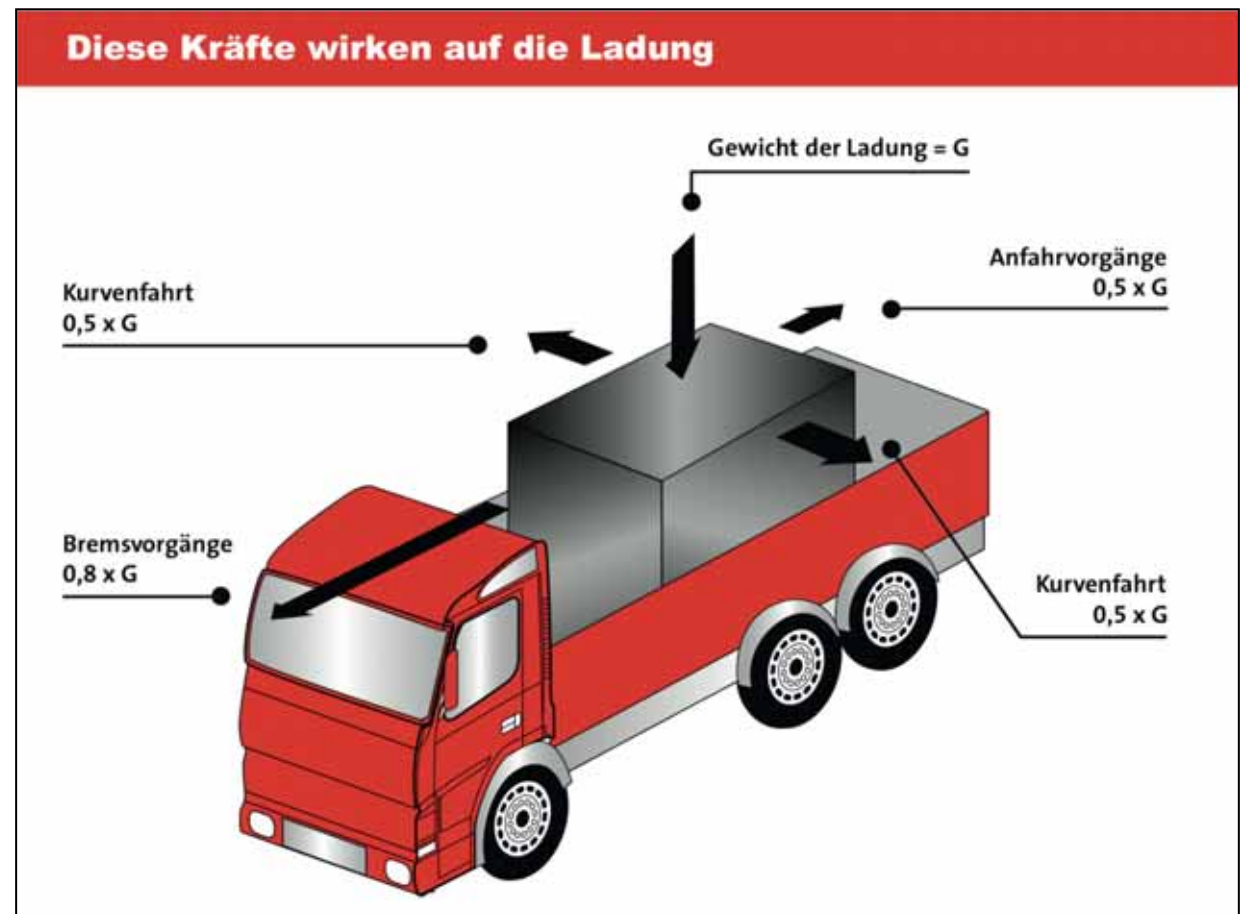 Diese Kräfte wirken auf die Ladung
Gewicht der Ladung = G
Anfahrvorgänge
0,5 x G
Kurvenfahrt
0,5 x G
Bremsvorgänge
0,8 x G
Kurvenfahrt
0,5 x G